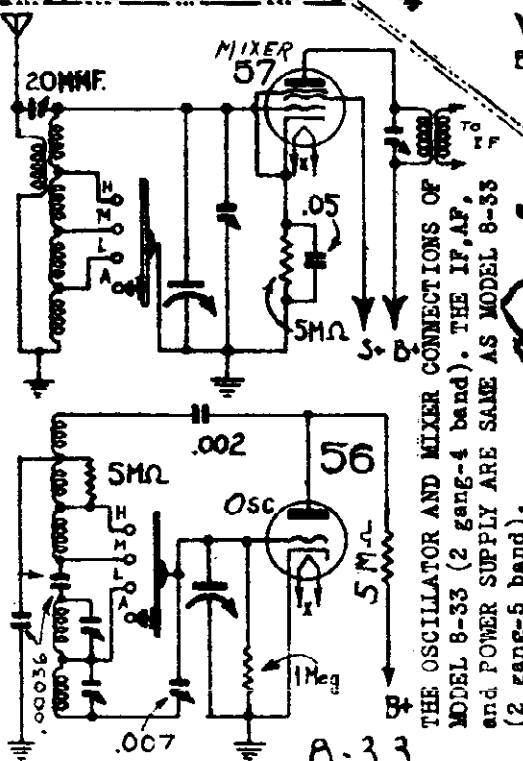 MIXER
57
20MMF.
TO
IF
H
M
L
A
X
.05
5MΩ
S+ B+
.002
56
5MΩ
OSC
H
M
L
A
X
5MΩ
.00036
1Meg
.007
B+
8-33
THE OSCILLATOR AND MIXER CONNECTIONS OF
MODEL 8-33 (2 gang-4 band). THE IF,AF,
and POWER SUPPLY ARE SAME AS MODEL 8-33
(2 gang-5 band).